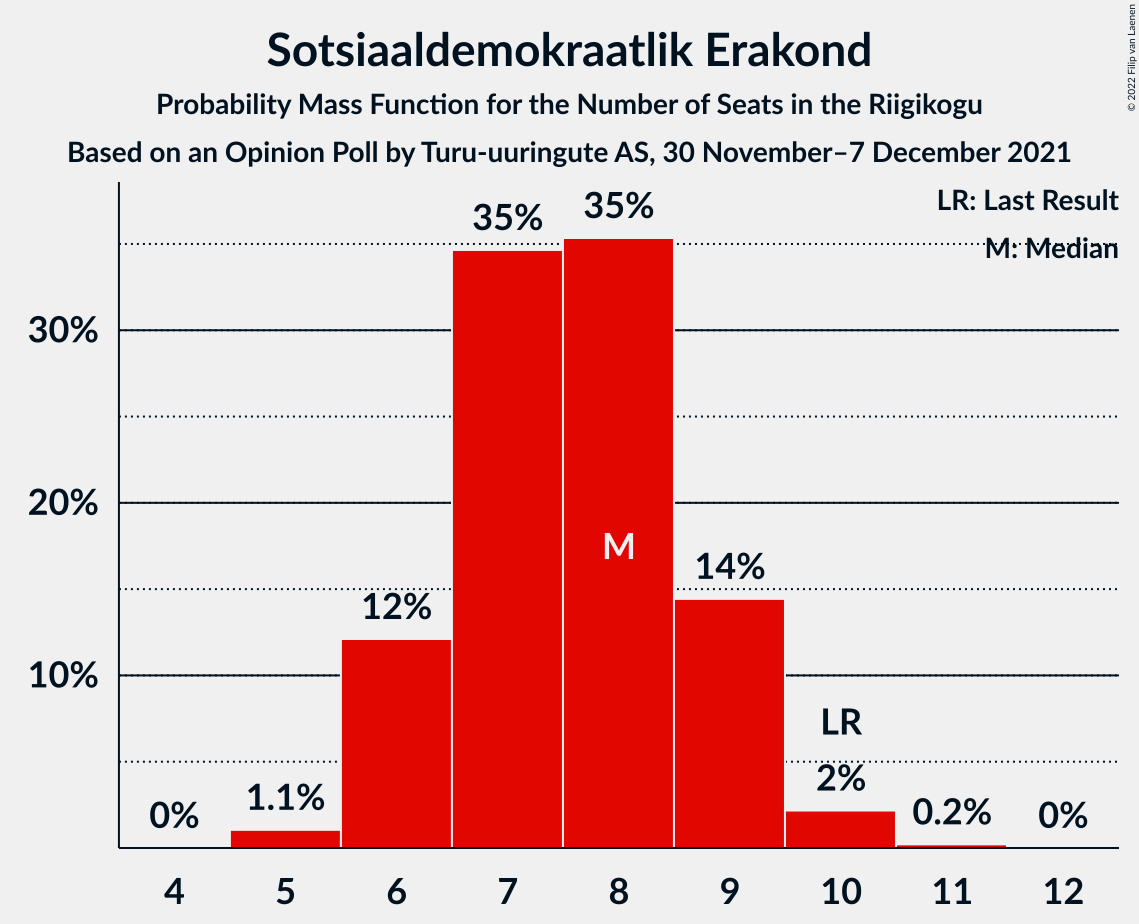 Sotsiaaldemokraatlik Erakond
Probability Mass Function for the Number of Seats in the Riigikogu
Based on an Opinion Poll by Turu-uuringute AS, 30 November–7 December 2021
© 2022 Filip van Laenen
LR: Last Result
M: Median
30%
20%
10%
0%
1.1%
12%
35%
35%
M
14%
LR
2%
0.2%
0%
4 5 6 7 8 9 10 11 12